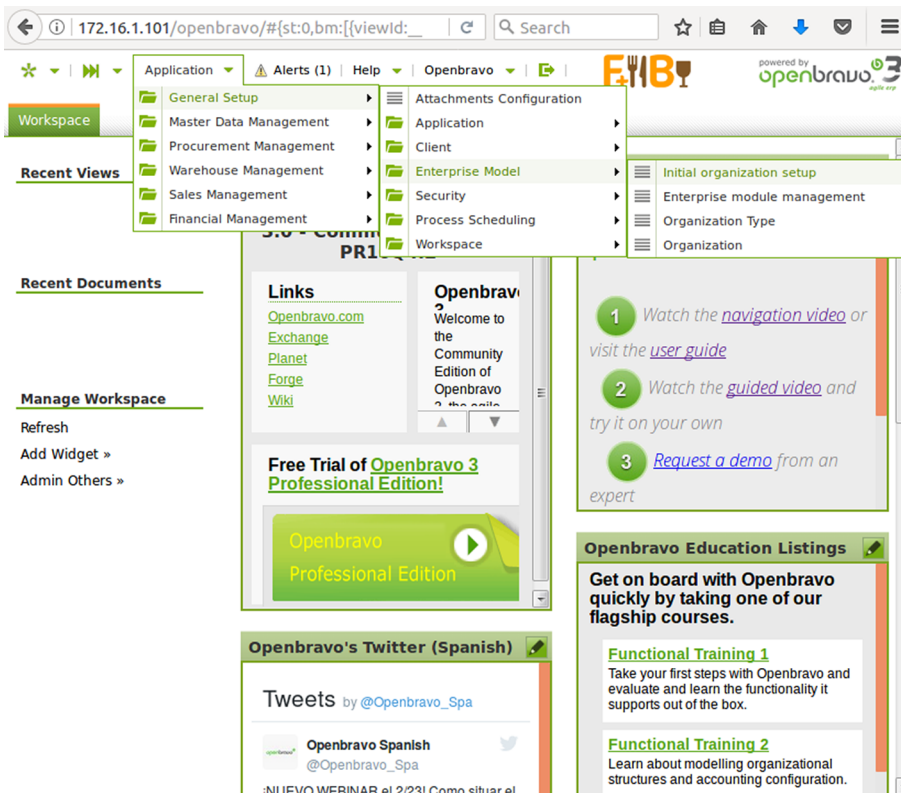 172.16.1.101/openbravo/#{st:0,bm:[{viewId:__
Search
Application
Alerts (1)
Help
Openbravo
F+B
powered by
openbravo 3
agile erp
Workspace
General Setup
Master Data Management
Procurement Management
Warehouse Management
Sales Management
Financial Management
Attachments Configuration
Application
Client
Enterprise Model
Security
Process Scheduling
Workspace
Initial organization setup
Enterprise module management
Organization Type
Organization
Recent Views
Recent Documents
Manage Workspace
Refresh
Add Widget »
Admin Others »
Links
Openbravo.com
Exchange
Planet
Forge
Wiki
Welcome to
the
Community
Edition of
Openbravo
Free Trial of Openbravo 3
Professional Edition!
Openbravo
Professional Edition
Openbravo's Twitter (Spanish)
Tweets by @Openbravo_Spa
openbravo
Openbravo Spanish
@Openbravo_Spa
¡NUEVO WEBINAR el 2/23! Como situar el
1 Watch the navigation video or
visit the user guide
2 Watch the guided video and
try it on your own
3 Request a demo from an
expert
Openbravo Education Listings
Get on board with Openbravo
quickly by taking one of our
flagship courses.
Functional Training 1
Take your first steps with Openbravo and
evaluate and learn the functionality it
supports out of the box.
Functional Training 2
Learn about modelling organizational
structures and accounting configuration.